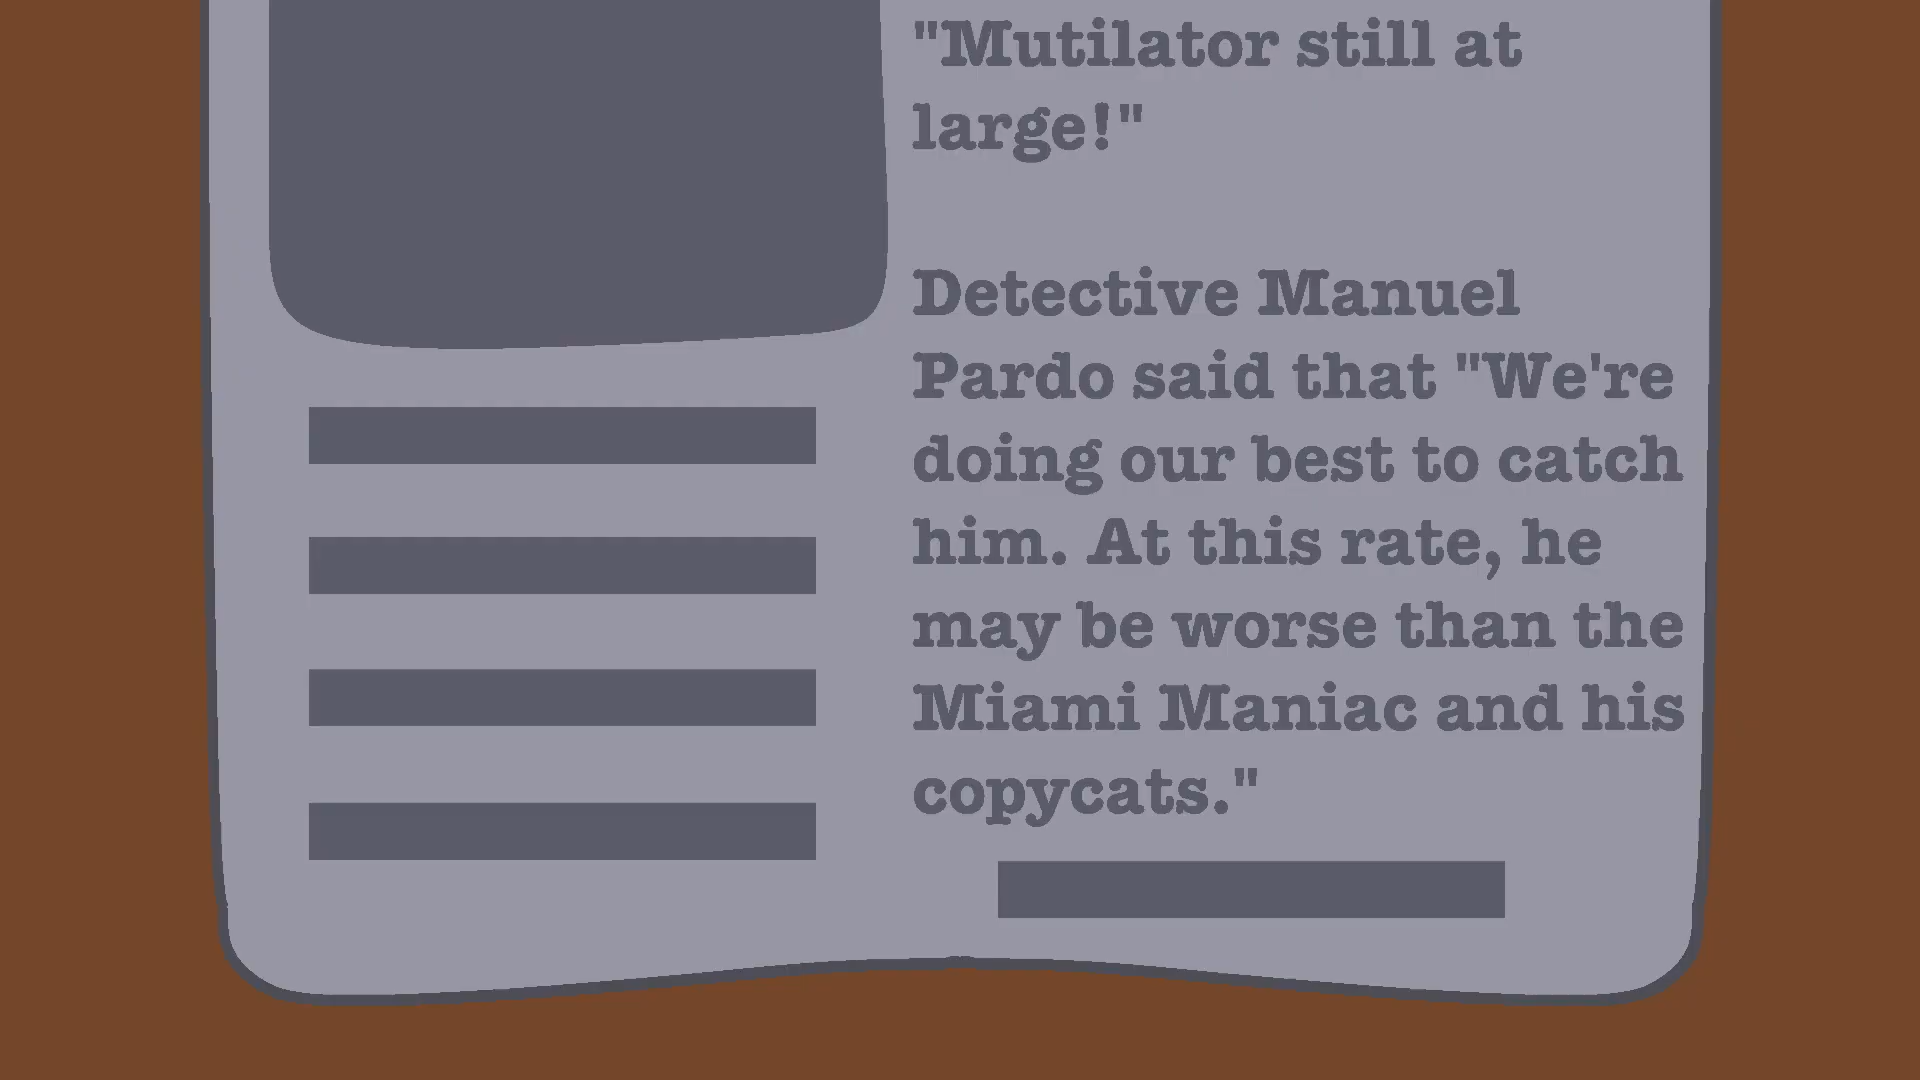 "Mutilator still at
large!"
Detective Manuel
Pardo said that "We're
doing our best to catch
him. At this rate, he
may be worse than the
Miami Maniac and his
copycats."